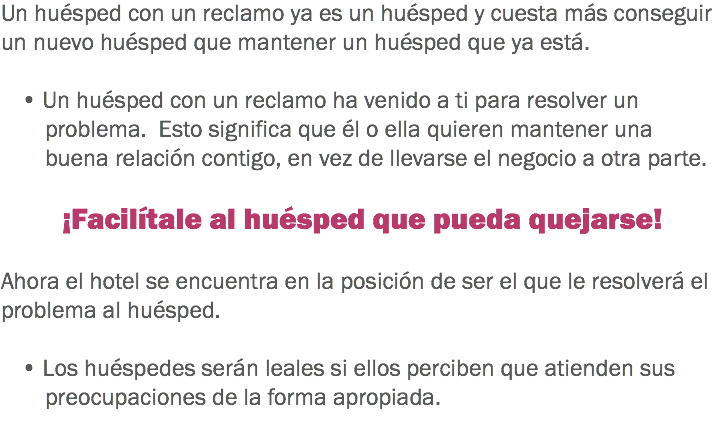 Un huésped con un reclamo ya es un huésped y cuesta más conseguir
un nuevo huésped que mantener un huésped que ya está.
• Un huésped con un reclamo ha venido a ti para resolver un
problema.  Esto significa que él o ella quieren mantener una
buena relación contigo, en vez de llevarse el negocio a otra parte.
¡Facilítale al huésped que pueda quejarse!
Ahora el hotel se encuentra en la posición de ser el que le resolverá el
problema al huésped.
• Los huéspedes serán leales si ellos perciben que atienden sus
preocupaciones de la forma apropiada.